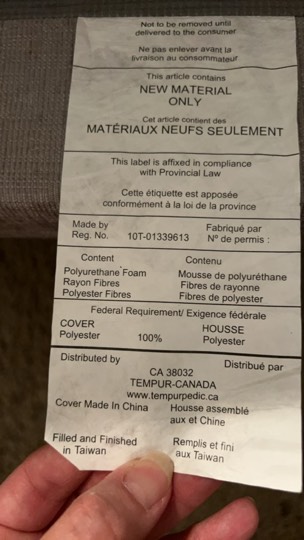 Not to be removed until
delivered to the consumer
Ne pas enlever avant la
livraison au consommateur
This article contains
NEW MATERIAL
ONLY
Cet article contient des
MATÉRIAUX NEUFS SEULEMENT
This label is affixed in compliance
with Provincial Law
Cette étiquette est apposée
conformément à la loi de la province
Made by Fabriqué par
Reg. No. 10T-01339613 Nº de permis :
Content Contenu
Polyurethane Foam Mousse de polyuréthane
Rayon Fibres Fibres de rayonne
Polyester Fibres Fibres de polyester
Federal Requirement/ Exigence fédérale
COVER HOUSSE
Polyester 100% Polyester
Distributed by Distribué par
CA 38032
TEMPUR-CANADA
www.tempurpedic.ca
Cover Made In China Housse assemblé
aux et Chine
Filled and Finished Remplis et fini
in Taiwan aux Taiwan